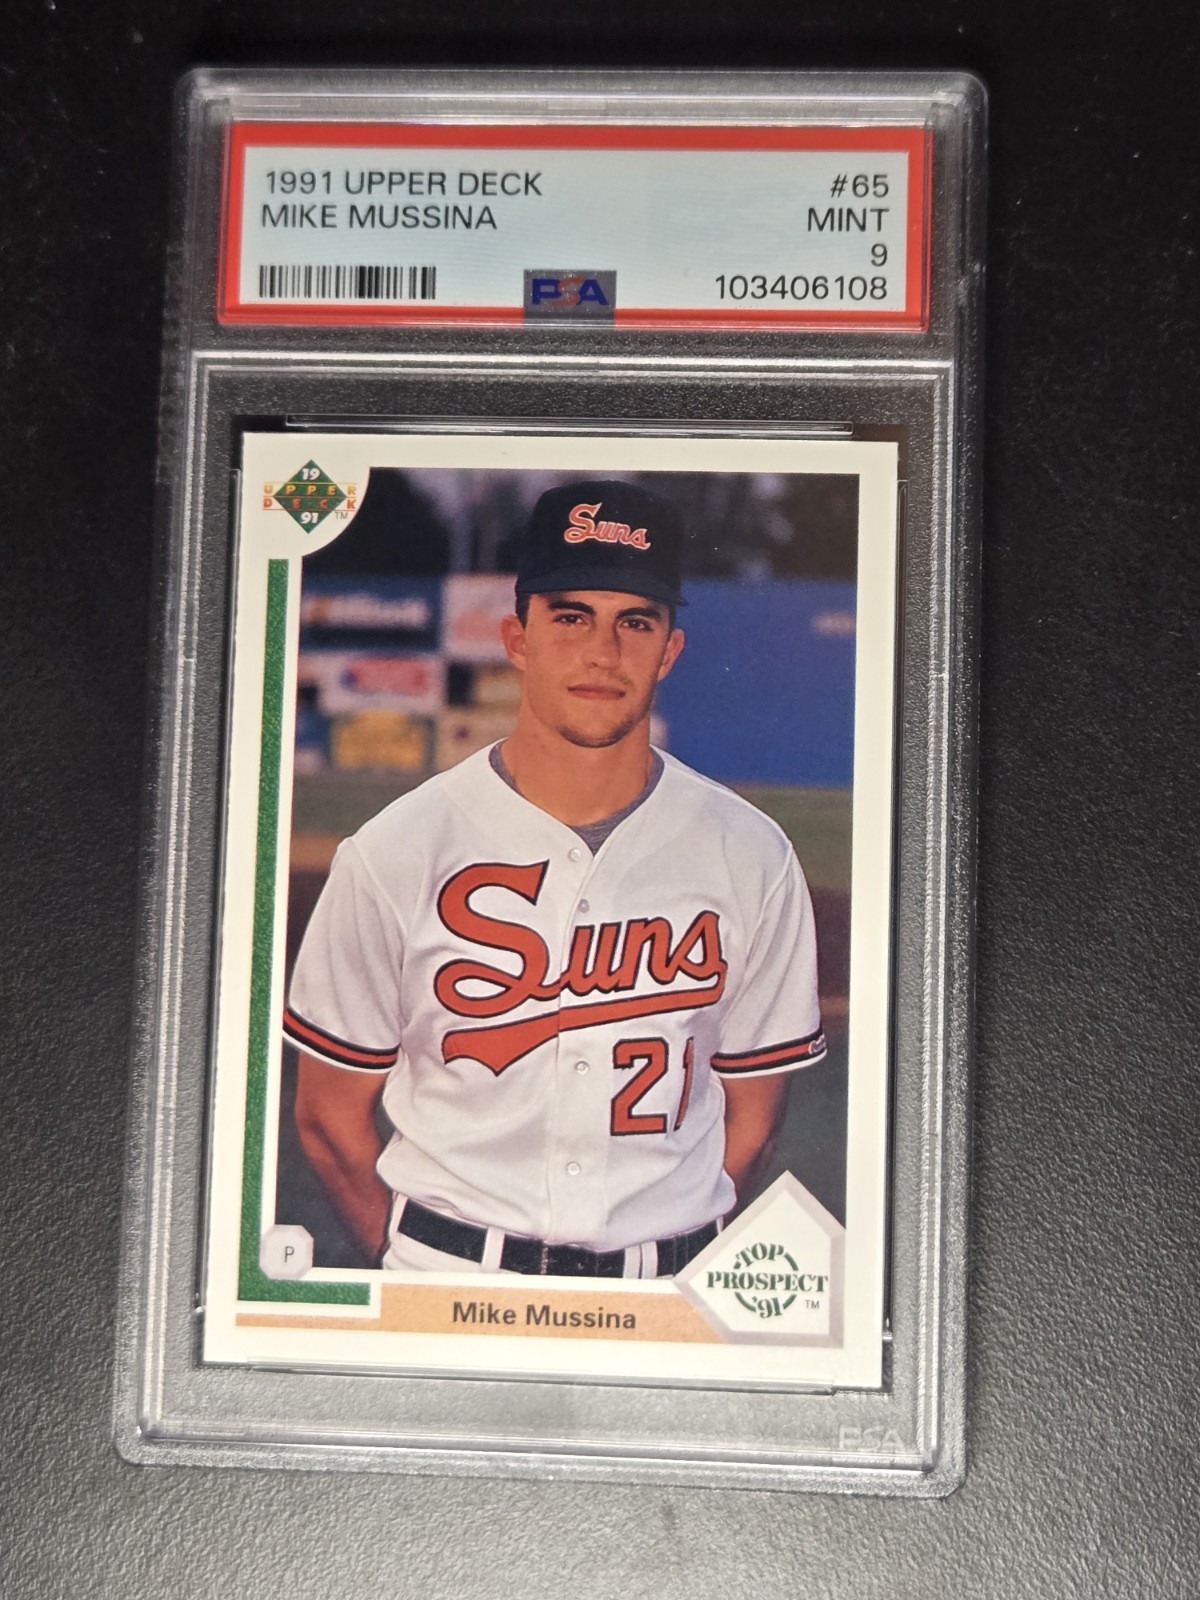 1991 UPPER DECK #65
MIKE MUSSINA MINT
9
PSA 103406108
19
UPPER
DECK
91 TM
Suns
Suns
21
P
TOP
PROSPECT
'91 TM
Mike Mussina
PSA